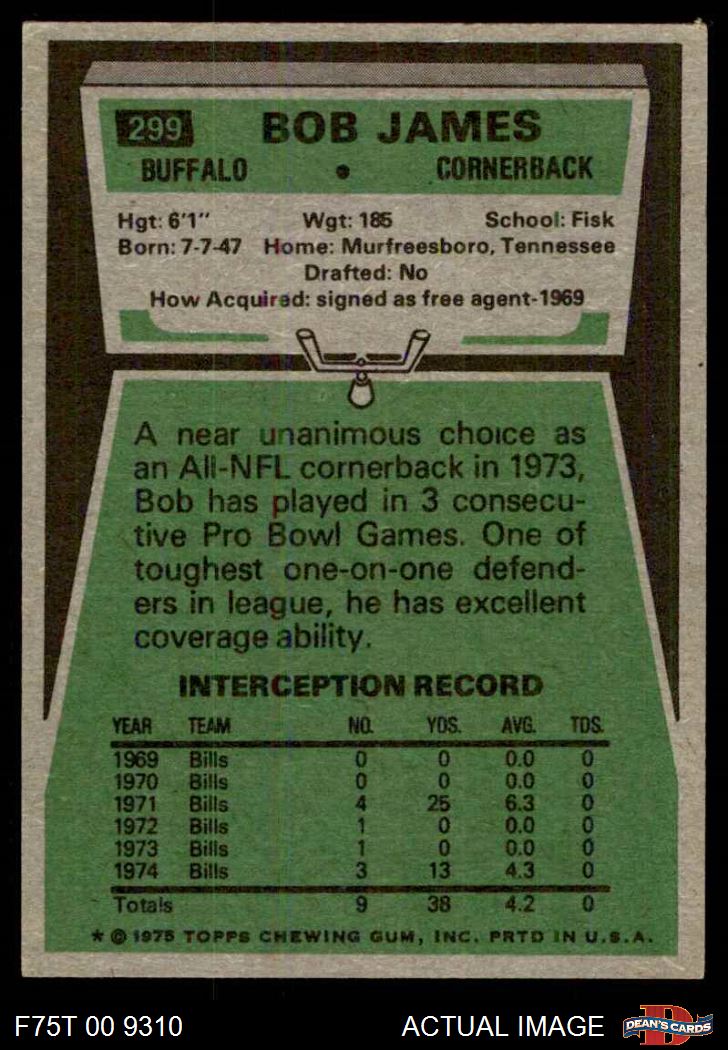 299 BOB JAMES
BUFFALO • CORNERBACK
Hgt: 6'1" Wgt: 185 School: Fisk
Born: 7-7-47 Home: Murfreesboro, Tennessee
Drafted: No
How Acquired: signed as free agent-1969
A near unanimous choice as
an All-NFL cornerback in 1973,
Bob has played in 3 consecu-
tive Pro Bowl Games. One of
toughest one-on-one defend-
ers in league, he has excellent
coverage ability.
INTERCEPTION RECORD
YEAR TEAM NO. YDS. AVG. TDS.
1969 Bills 0 0 0.0 0
1970 Bills 0 0 0.0 0
1971 Bills 4 25 6.3 0
1972 Bills 1 0 0.0 0
1973 Bills 1 0 0.0 0
1974 Bills 3 13 4.3 0
Totals 9 38 4.2 0
* © 1975 TOPPS CHEWING GUM, INC. PRTD IN U.S.A.
F75T 00 9310 ACTUAL IMAGE D DEAN'S CARDS